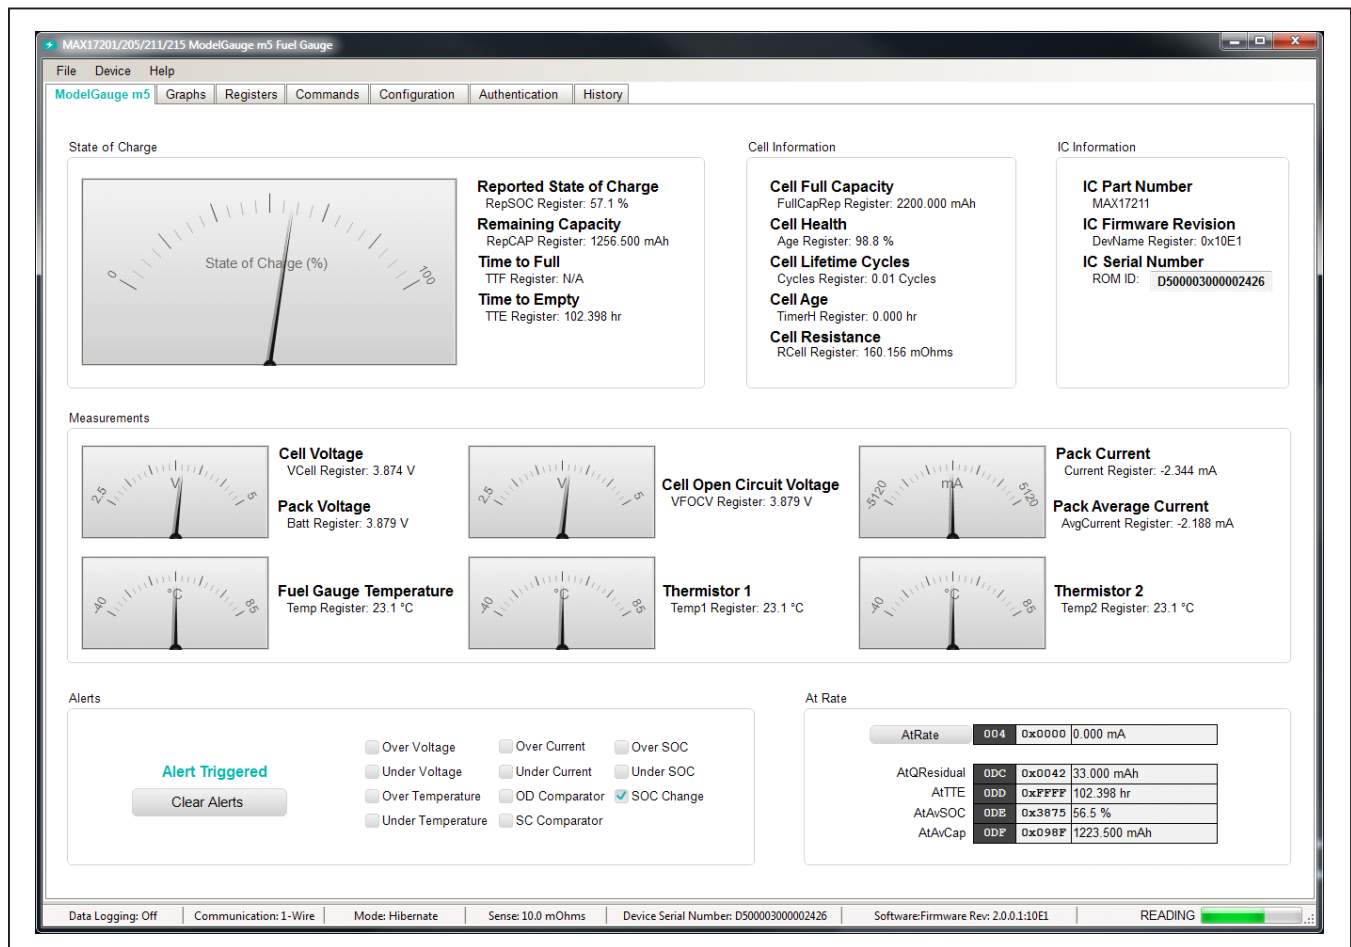 MAX17201/205/211/215 ModelGauge m5 Fuel Gauge
File Device Help
ModelGauge m5 Graphs Registers Commands Configuration Authentication History
State of Charge
0
100
State of Charge (%)
Reported State of Charge
RepSOC Register: 57.1 %
Remaining Capacity
RepCAP Register: 1256.500 mAh
Time to Full
TTF Register: N/A
Time to Empty
TTE Register: 102.398 hr
Cell Information
Cell Full Capacity
FullCapRep Register: 2200.000 mAh
Cell Health
Age Register: 98.8 %
Cell Lifetime Cycles
Cycles Register: 0.01 Cycles
Cell Age
TimerH Register: 0.000 hr
Cell Resistance
RCell Register: 160.156 mOhms
IC Information
IC Part Number
MAX17211
IC Firmware Revision
DevName Register: 0x10E1
IC Serial Number
ROM ID: D500003000002426
Measurements
2.5 V 5
Cell Voltage
VCell Register: 3.874 V
Pack Voltage
Batt Register: 3.879 V
2.5 V 5
Cell Open Circuit Voltage
VFOCV Register: 3.879 V
-5120 mA 5120
Pack Current
Current Register: -2.344 mA
Pack Average Current
AvgCurrent Register: -2.188 mA
-40 °C 85
Fuel Gauge Temperature
Temp Register: 23.1 °C
-40 °C 85
Thermistor 1
Temp1 Register: 23.1 °C
-40 °C 85
Thermistor 2
Temp2 Register: 23.1 °C
Alerts
Alert Triggered
Clear Alerts
Over Voltage Over Current Over SOC
Under Voltage Under Current Under SOC
Over Temperature OD Comparator SOC Change
Under Temperature SC Comparator
At Rate
AtRate 004 0x0000 0.000 mA
AtQResidual 0DC 0x0042 33.000 mAh
AtTTE 0DD 0xFFFF 102.398 hr
AtAvSOC 0DE 0x3875 56.5 %
AtAvCap 0DF 0x098F 1223.500 mAh
Data Logging: Off Communication: 1-Wire Mode: Hibernate Sense: 10.0 mOhms Device Serial Number: D500003000002426 Software:Firmware Rev: 2.0.0.1:10E1 READING